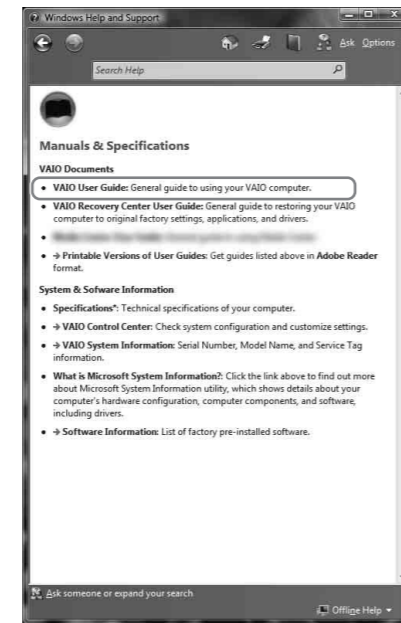 Windows Help and Support
Ask Options
Search Help
Manuals & Specifications
VAIO Documents
• VAIO User Guide: General guide to using your VAIO computer.
• VAIO Recovery Center User Guide: General guide to restoring your VAIO
computer to original factory settings, applications, and drivers.
• → Printable Versions of User Guides: Get guides listed above in Adobe Reader
format.
System & Sofware Information
• Specifications*: Technical specifications of your computer.
• → VAIO Control Center: Check system configuration and customize settings.
• → VAIO System Information: Serial Number, Model Name, and Service Tag
information.
• What is Microsoft System Information?: Click the link above to find out more
about Microsoft System Information utility, which shows details about your
computer's hardware configuration, computer components, and software,
including drivers.
• → Software Information: List of factory pre-installed software.
Ask someone or expand your search
Offline Help